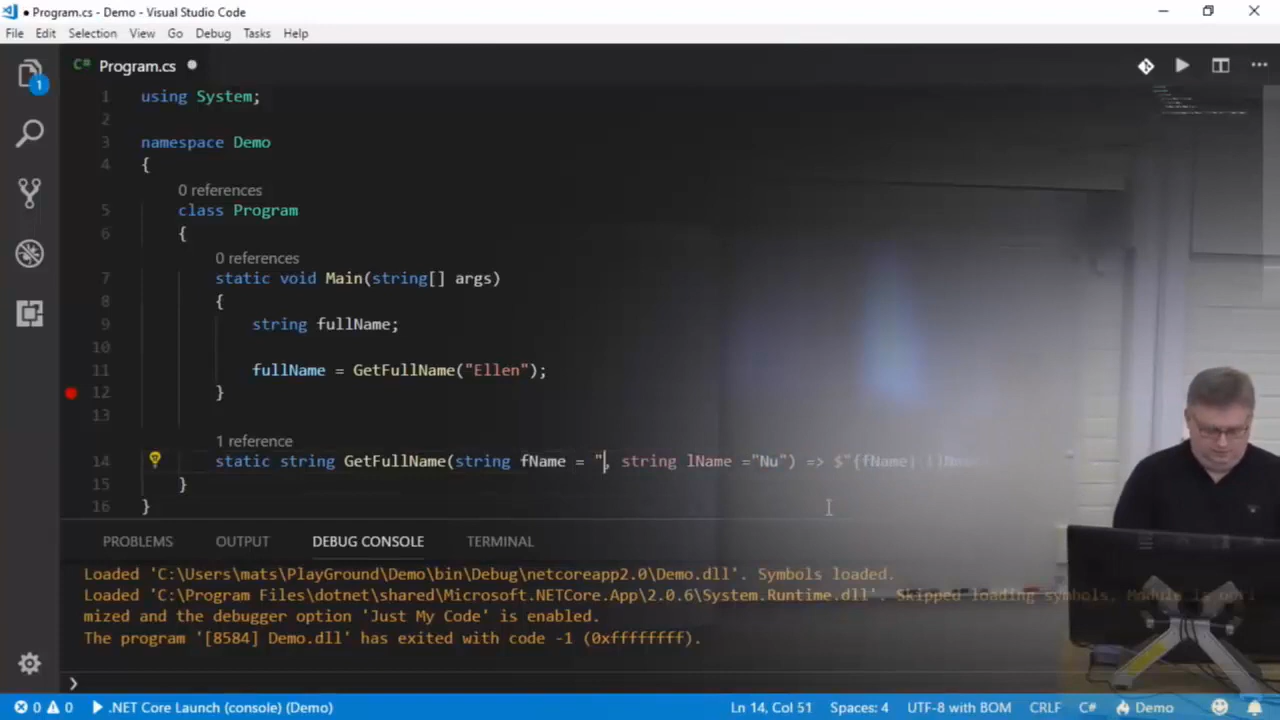 ● Program.cs - Demo - Visual Studio Code
File Edit Selection View Go Debug Tasks Help
1
C# Program.cs ●
1 using System;
2
3 namespace Demo
4 {
0 references
5 class Program
6 {
0 references
7 static void Main(string[] args)
8 {
9 string fullName;
10
11 fullName = GetFullName("Ellen");
12 }
13
1 reference
14 static string GetFullName(string fName = ", string lName ="Nu") => $"{fName}
15 }
16 }
PROBLEMS OUTPUT DEBUG CONSOLE TERMINAL
Loaded 'C:\Users\mats\PlayGround\Demo\bin\Debug\netcoreapp2.0\Demo.dll'. Symbols loaded.
Loaded 'C:\Program Files\dotnet\shared\Microsoft.NETCore.App\2.0.6\System.Runtime.dll'. Skipped loading symbols. Module is opti
mized and the debugger option 'Just My Code' is enabled.
The program '[8584] Demo.dll' has exited with code -1 (0xffffffff).
❯
0 0 .NET Core Launch (console) (Demo) Ln 14, Col 51 Spaces: 4 UTF-8 with BOM CRLF C# Demo